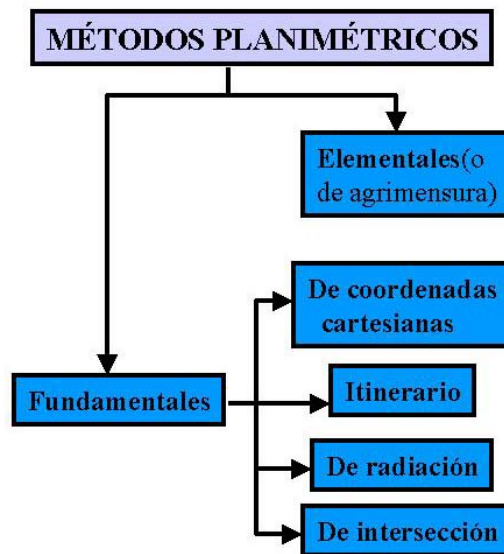 MÉTODOS PLANIMÉTRICOS
Elementales(o
de agrimensura)
De coordenadas
cartesianas
Fundamentales
Itinerario
De radiación
De intersección